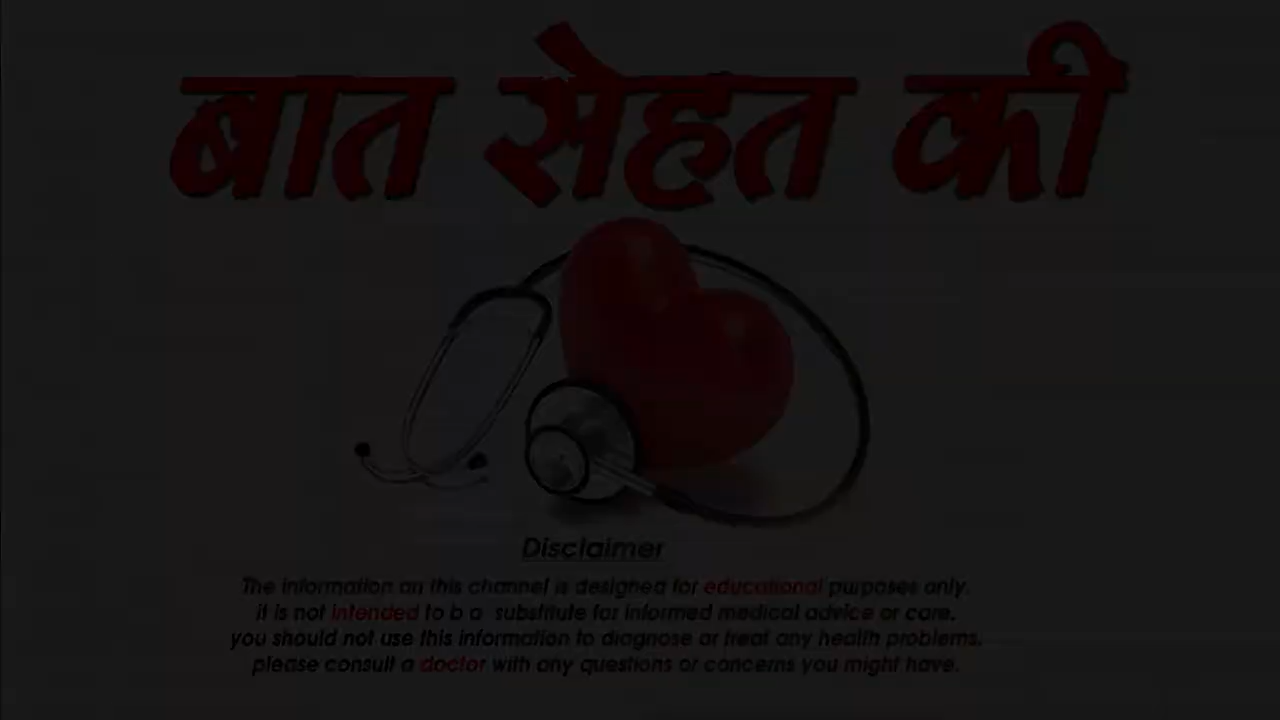 बात सेहत की
Disclaimer
The information on this channel is designed for educational purposes only.
it is not intended to b a substitute for informed medical advice or care.
you should not use this information to diagnose or treat any health problems.
please consult a doctor with any questions or concerns you might have.